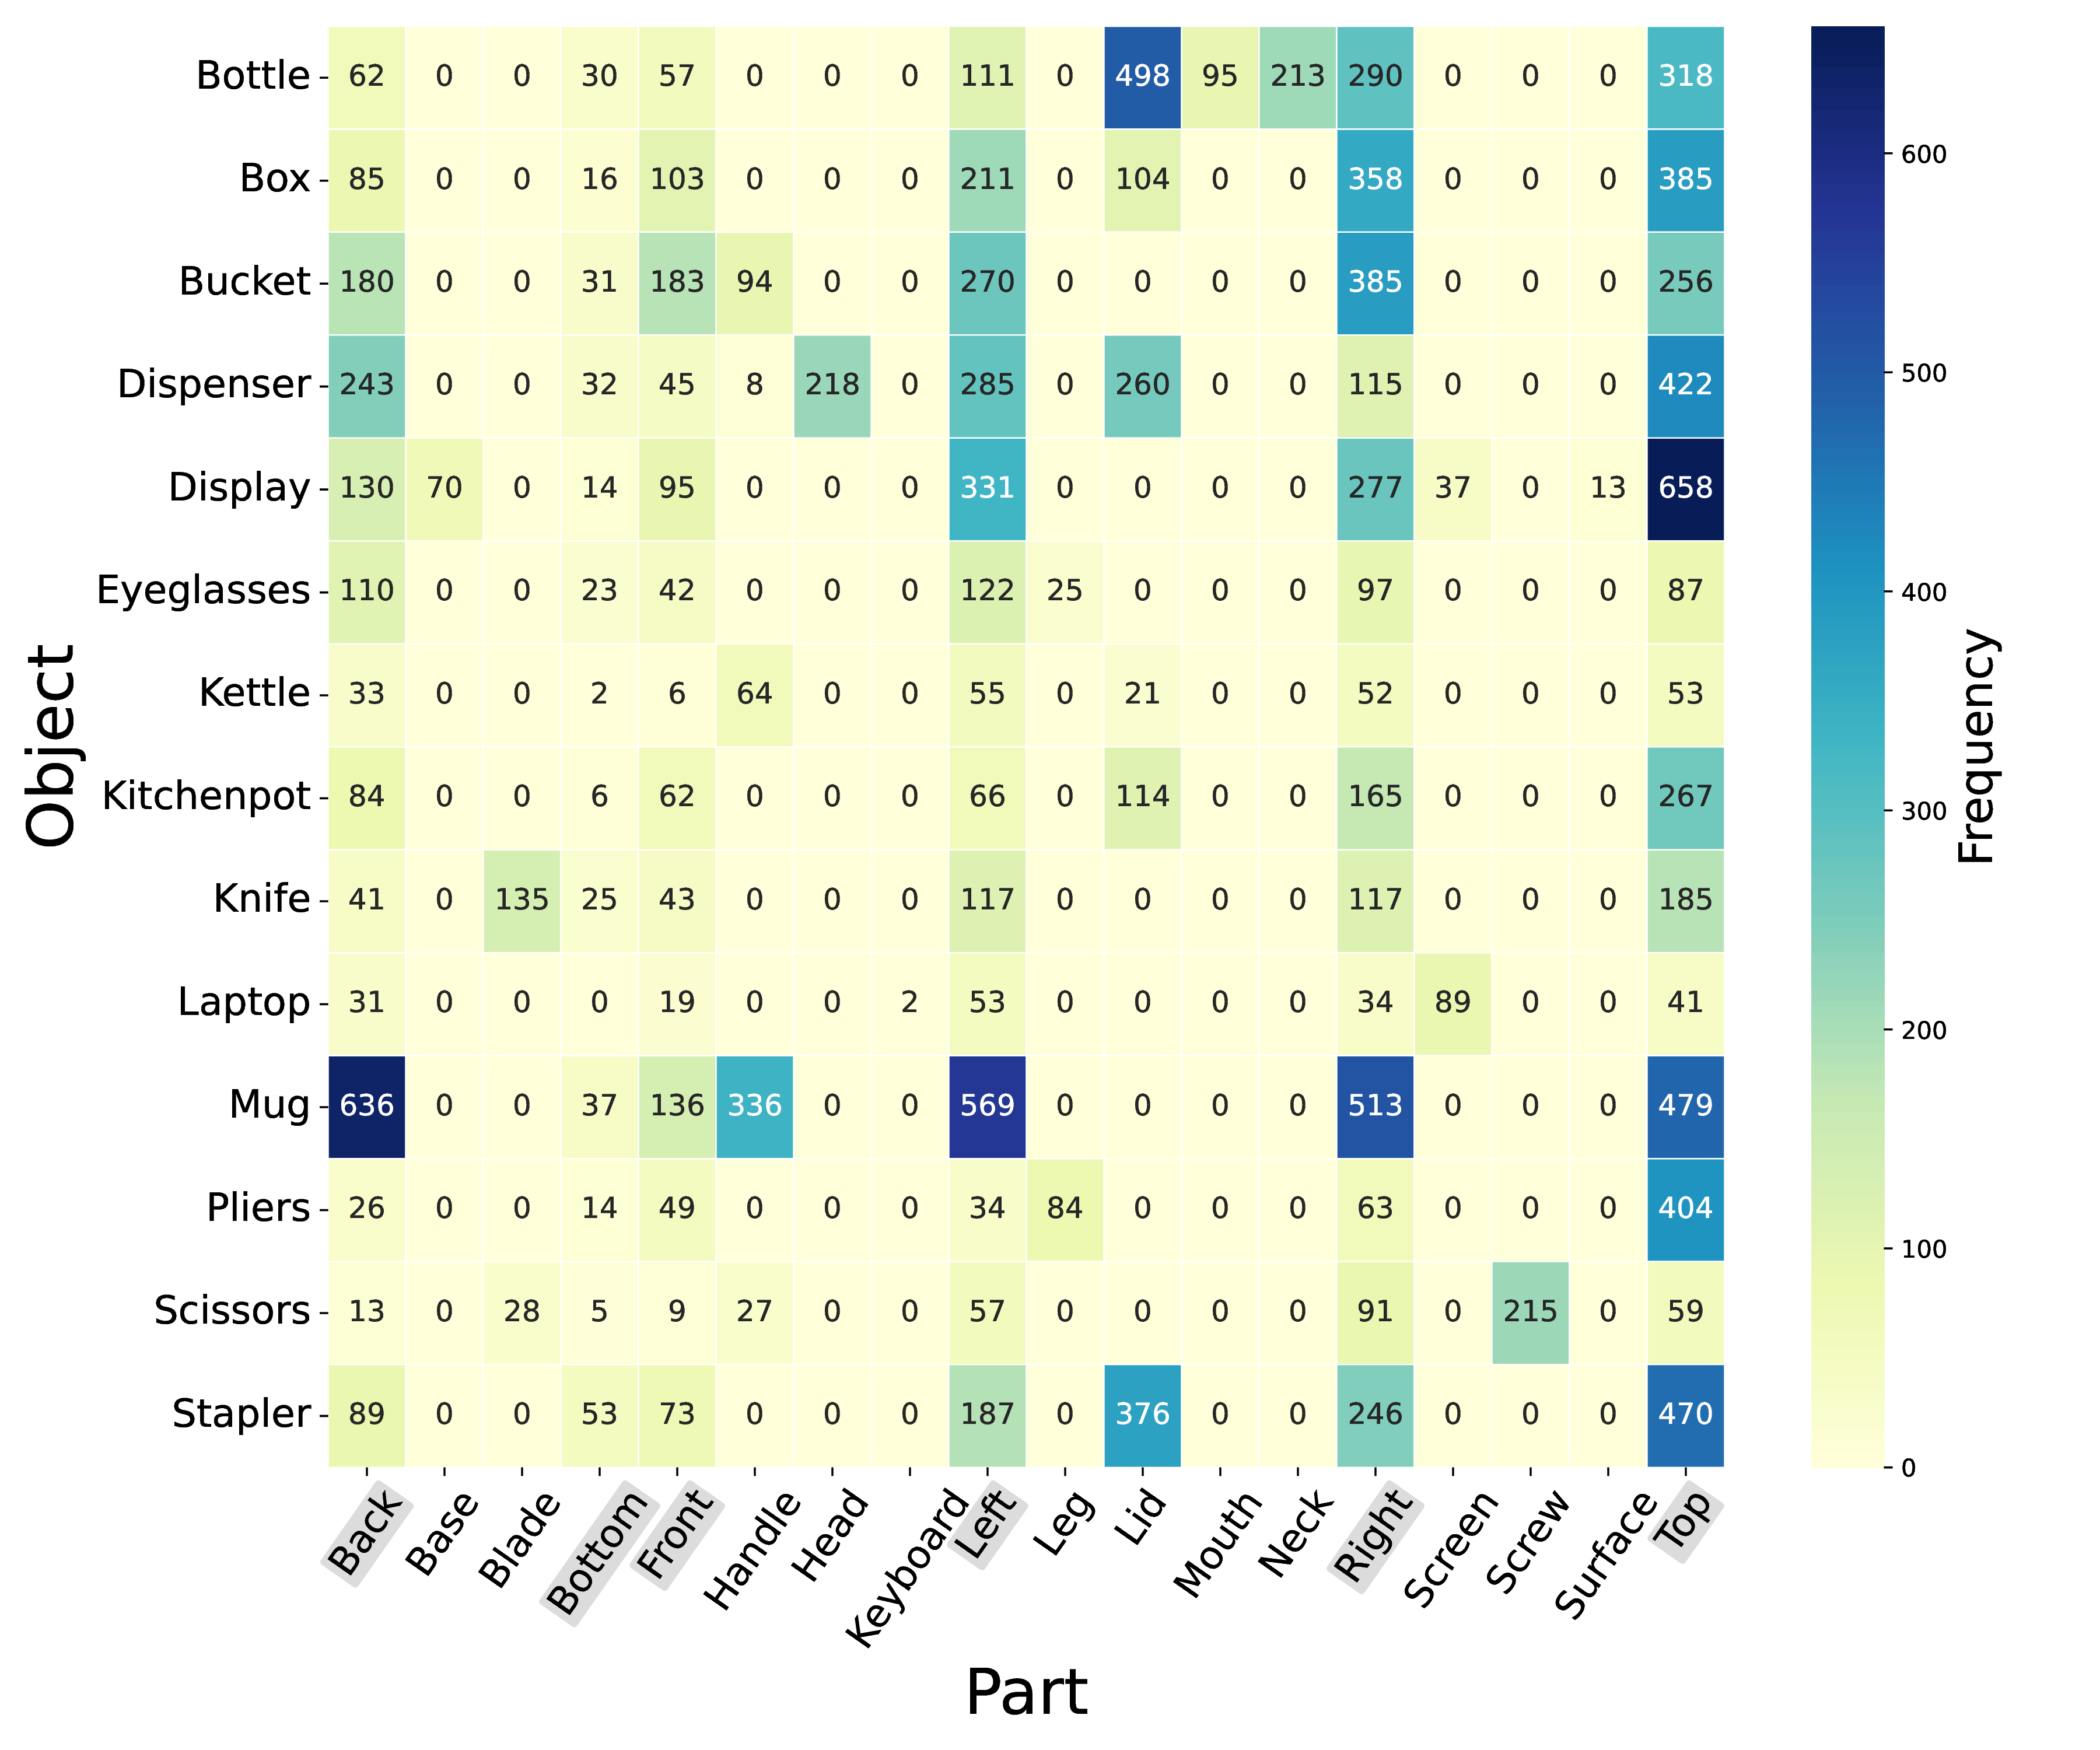 Object
Bottle 62 0 0 30 57 0 0 0 111 0 498 95 213 290 0 0 0 318
Box 85 0 0 16 103 0 0 0 211 0 104 0 0 358 0 0 0 385
Bucket 180 0 0 31 183 94 0 0 270 0 0 0 0 385 0 0 0 256
Dispenser 243 0 0 32 45 8 218 0 285 0 260 0 0 115 0 0 0 422
Display 130 70 0 14 95 0 0 0 331 0 0 0 0 277 37 0 13 658
Eyeglasses 110 0 0 23 42 0 0 0 122 25 0 0 0 97 0 0 0 87
Kettle 33 0 0 2 6 64 0 0 55 0 21 0 0 52 0 0 0 53
Kitchenpot 84 0 0 6 62 0 0 0 66 0 114 0 0 165 0 0 0 267
Knife 41 0 135 25 43 0 0 0 117 0 0 0 0 117 0 0 0 185
Laptop 31 0 0 0 19 0 0 2 53 0 0 0 0 34 89 0 0 41
Mug 636 0 0 37 136 336 0 0 569 0 0 0 0 513 0 0 0 479
Pliers 26 0 0 14 49 0 0 0 34 84 0 0 0 63 0 0 0 404
Scissors 13 0 28 5 9 27 0 0 57 0 0 0 0 91 0 215 0 59
Stapler 89 0 0 53 73 0 0 0 187 0 376 0 0 246 0 0 0 470
Back Base Blade Bottom Front Handle Head Keyboard Left Leg Lid Mouth Neck Right Screen Screw Surface Top
Part
600
500
400
300
200
100
0
Frequency